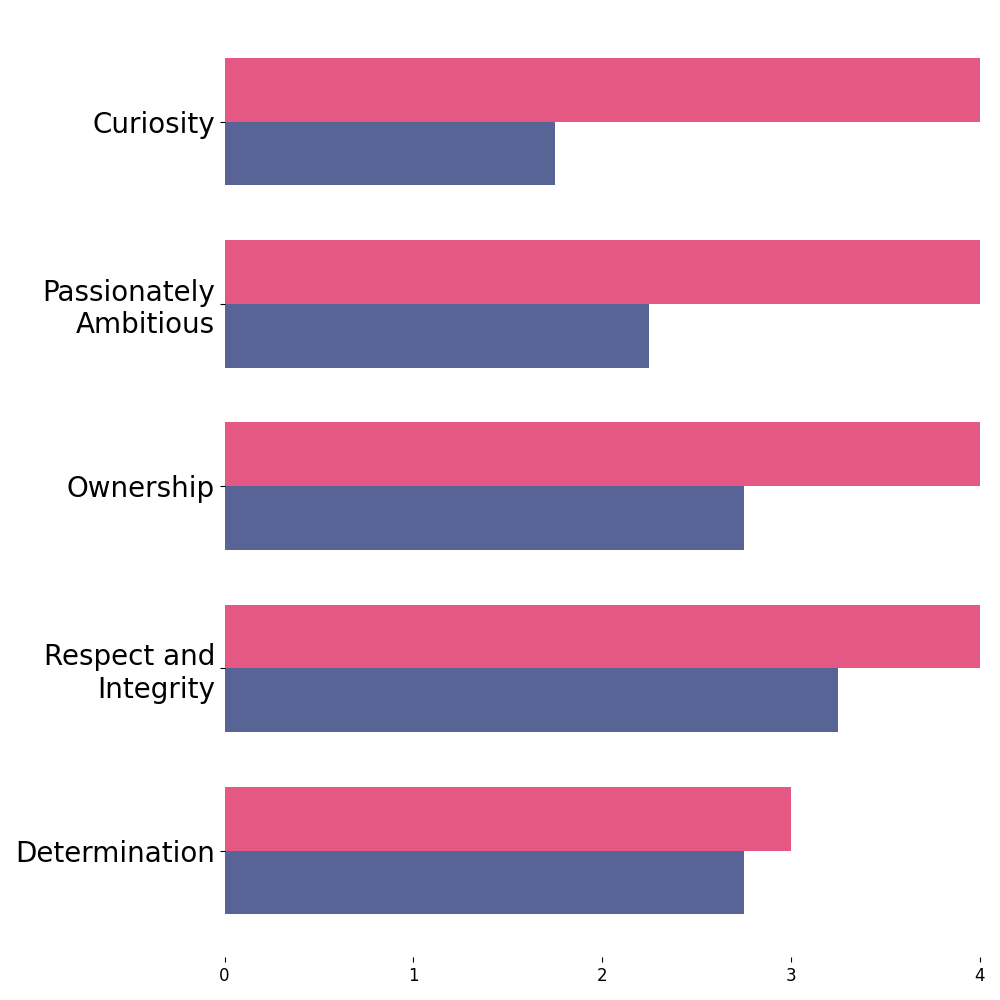 Curiosity
Passionately
Ambitious
Ownership
Respect and
Integrity
Determination
0 1 2 3 4